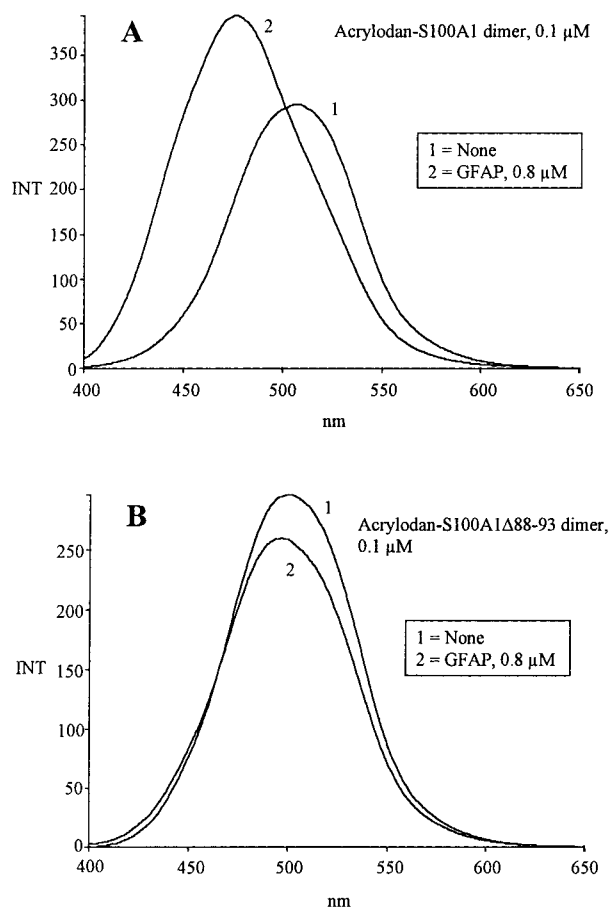 A
Acrylodan-S100A1 dimer, 0.1 µM
2
1
1 = None
2 = GFAP, 0.8 µM
INT
350
300
250
200
150
100
50
0
400 450 500 550 600 650
nm
B
Acrylodan-S100A1Δ88-93 dimer,
0.1 µM
1
2
1 = None
2 = GFAP, 0.8 µM
INT
250
200
150
100
50
0
400 450 500 550 600 650
nm